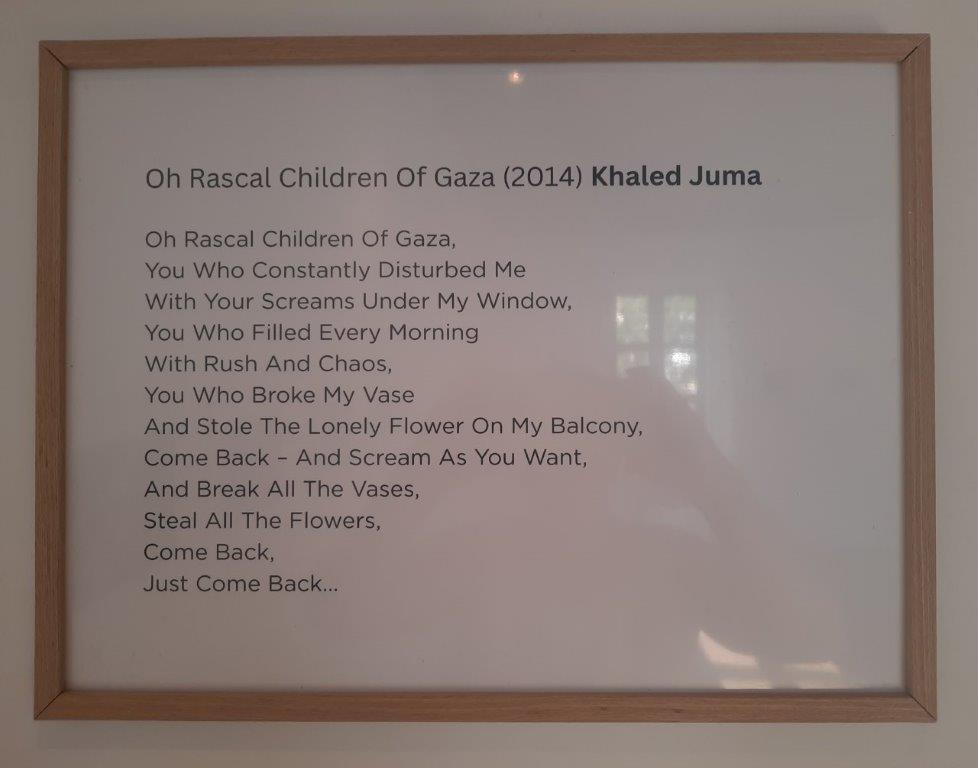 Oh Rascal Children Of Gaza (2014) Khaled Juma
Oh Rascal Children Of Gaza,
You Who Constantly Disturbed Me
With Your Screams Under My Window,
You Who Filled Every Morning
With Rush And Chaos,
You Who Broke My Vase
And Stole The Lonely Flower On My Balcony,
Come Back – And Scream As You Want,
And Break All The Vases,
Steal All The Flowers,
Come Back,
Just Come Back...